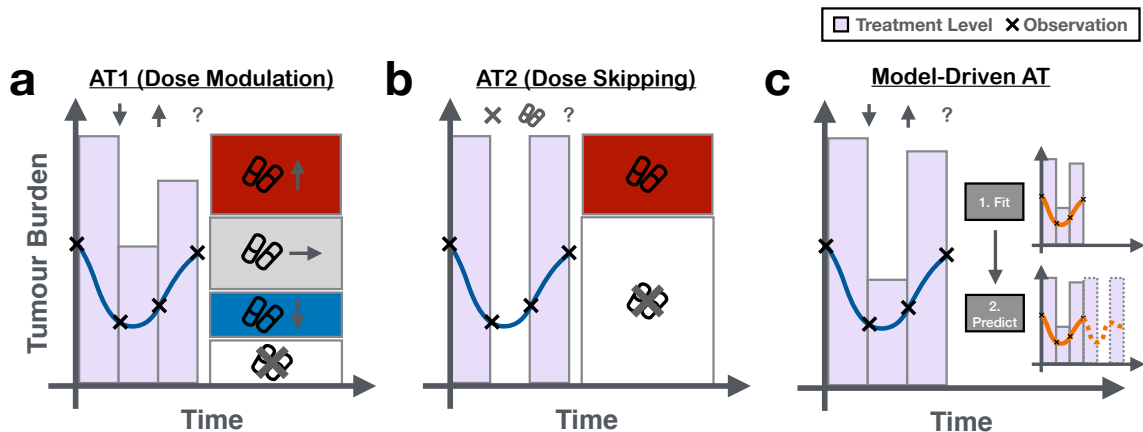 Treatment Level × Observation
a AT1 (Dose Modulation)
b AT2 (Dose Skipping)
c Model-Driven AT
?
?
?
Tumour Burden
1. Fit
2.
Predict
Time
Time
Time